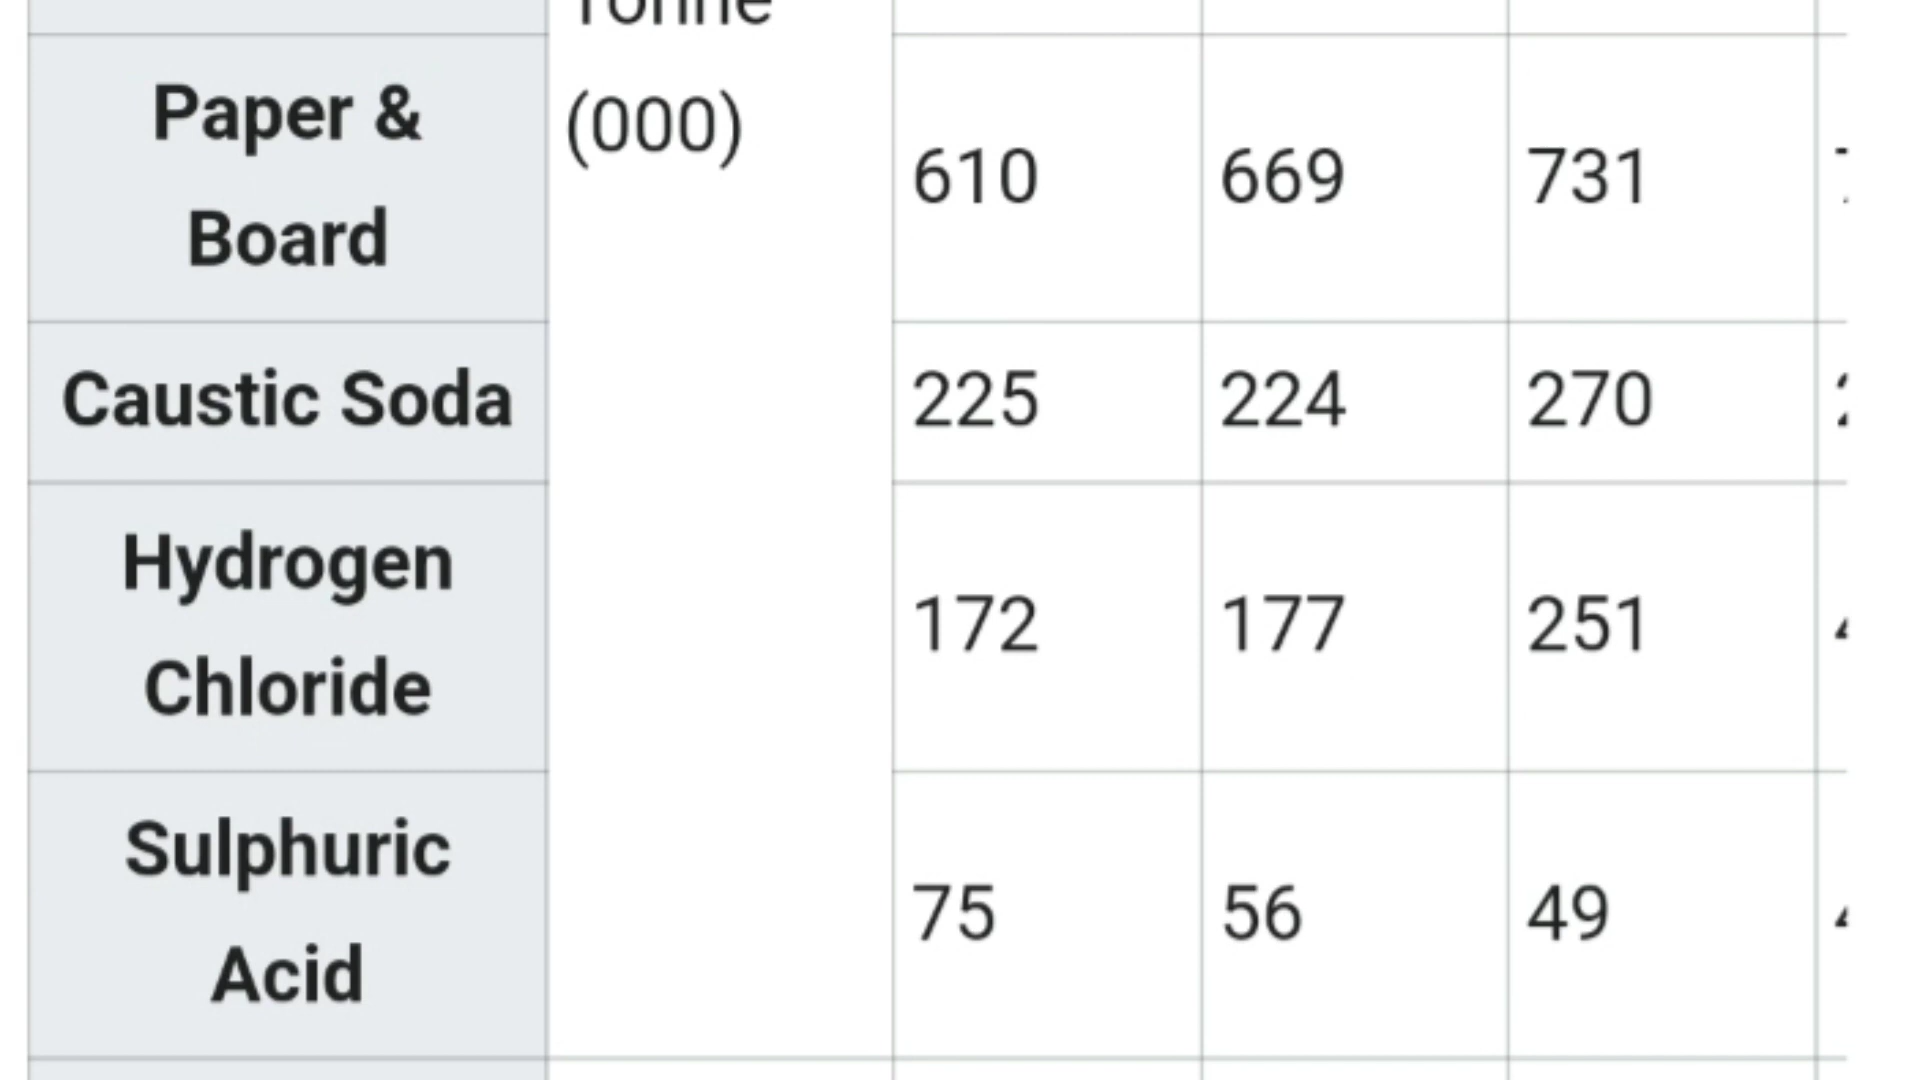 Tonne
(000)
Paper &
Board
610 669 731
Caustic Soda
225 224 270
Hydrogen
Chloride
172 177 251
Sulphuric
Acid
75 56 49